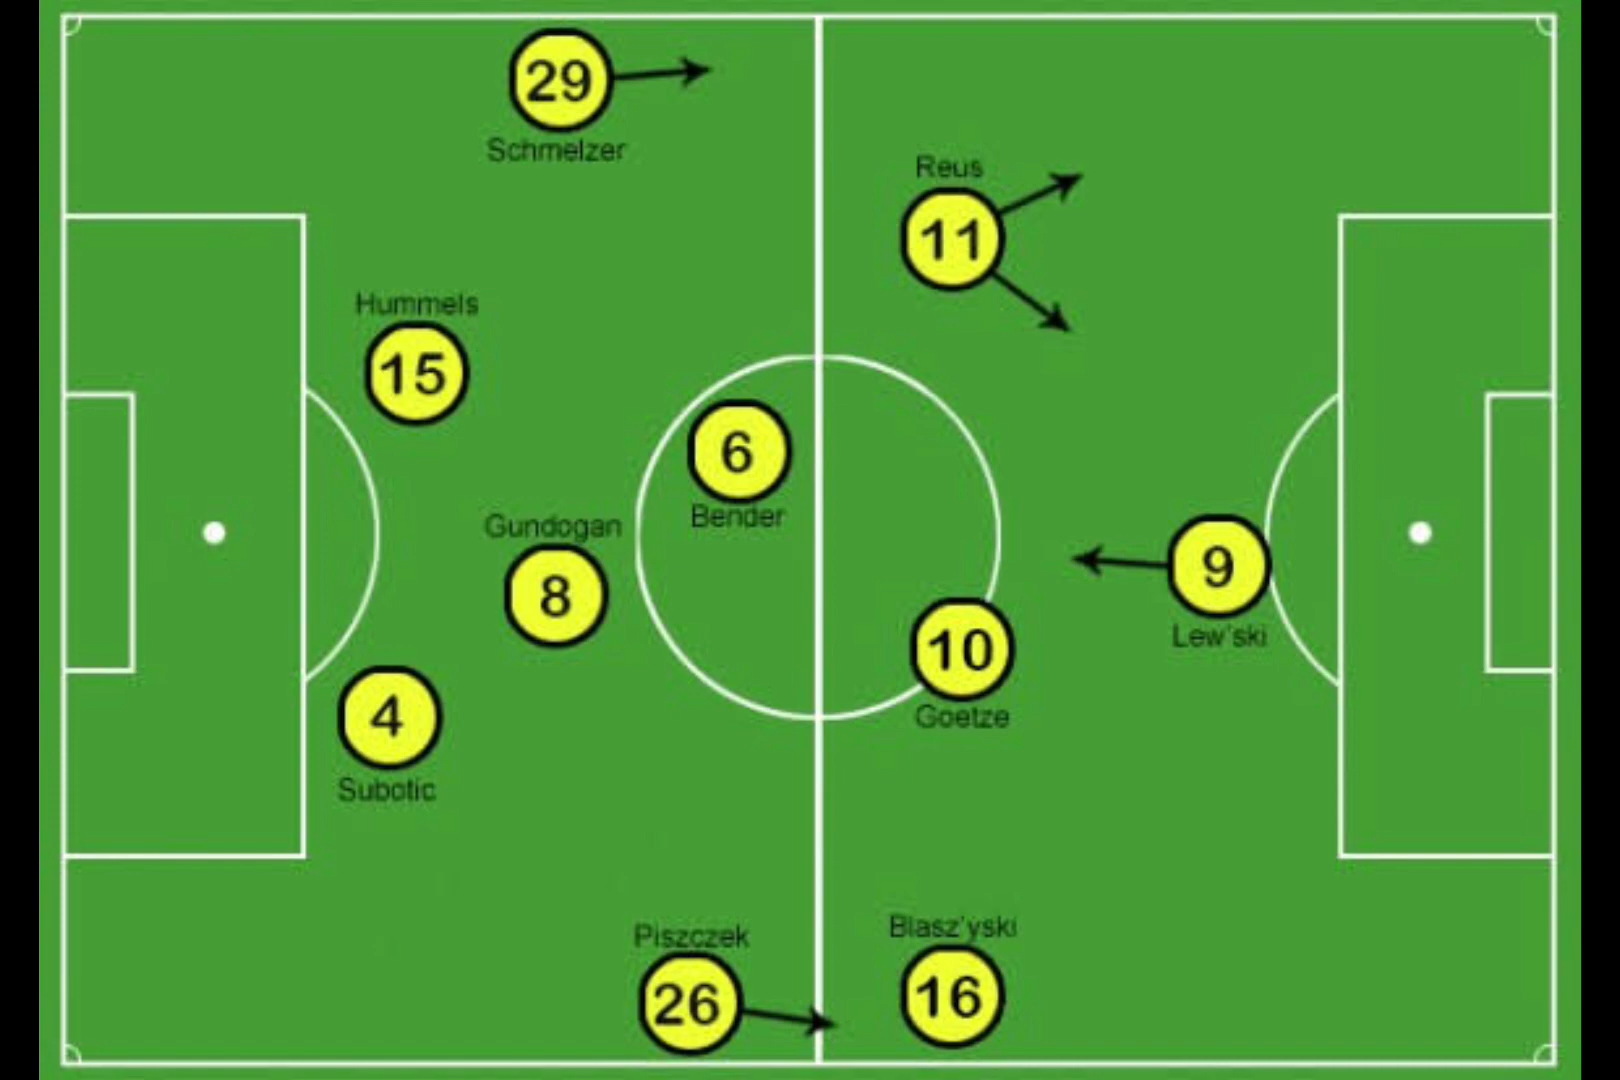 29
Schmelzer
Reus
11
Hummels
15
6
Bender
Gundogan
8
9
Lew'ski
10
Goetze
4
Subotic
Piszczek
26
Blasz'yski
16